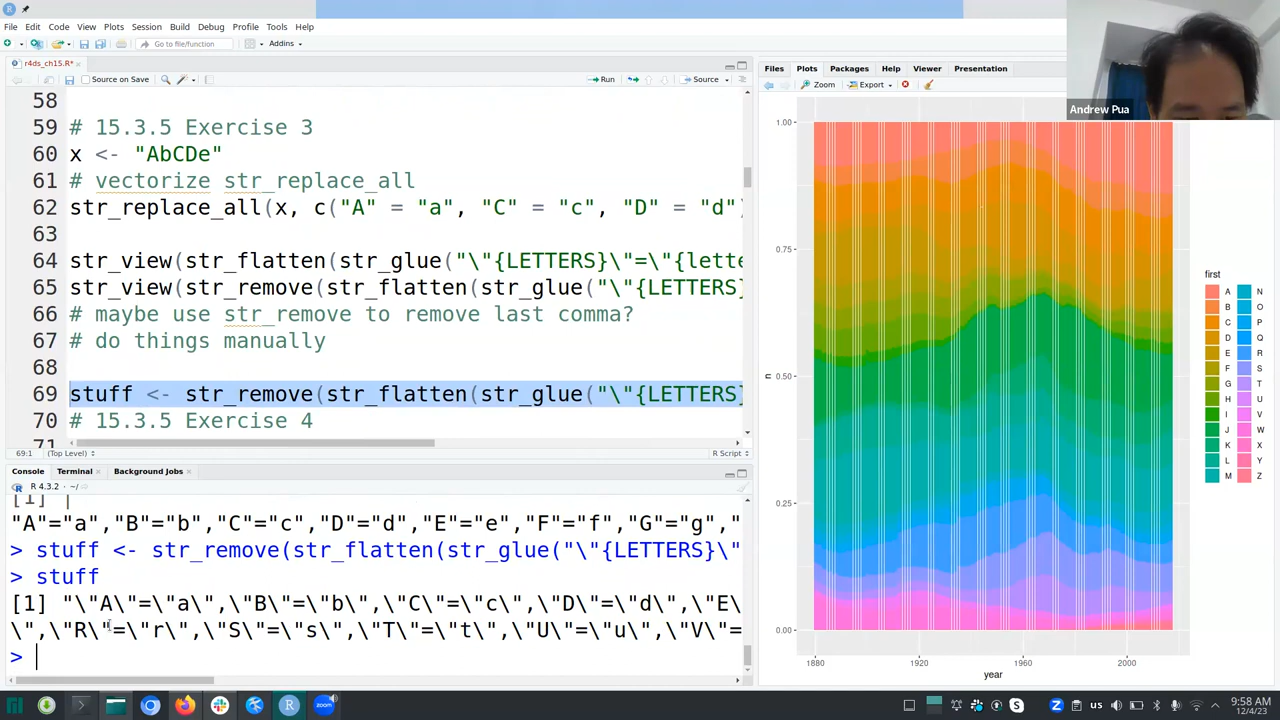 File Edit Code View Plots Session Build Debug Profile Tools Help
Go to file/function
Addins
r4ds_ch15.R*
Source on Save
Run
Source
58
59 # 15.3.5 Exercise 3
60 x <- "AbCDe"
61 # vectorize str_replace_all
62 str_replace_all(x, c("A" = "a", "C" = "c", "D" = "d")
63
64 str_view(str_flatten(str_glue("\"{LETTERS}\"=\"{lette
65 str_view(str_remove(str_flatten(str_glue("\"{LETTERS}
66 # maybe use str_remove to remove last comma?
67 # do things manually
68
69 stuff <- str_remove(str_flatten(str_glue("\"{LETTERS}
70 # 15.3.5 Exercise 4
71
69:1 (Top Level) R Script
Console Terminal Background Jobs
R 4.3.2 · ~/
[1] |
"A"="a","B"="b","C"="c","D"="d","E"="e","F"="f","G"="g","
> stuff <- str_remove(str_flatten(str_glue("\"{LETTERS}\"
> stuff
[1] "\"A\"=\"a\",\"B\"=\"b\",\"C\"=\"c\",\"D\"=\"d\",\"E\
\",\"R\"=\"r\",\"S\"=\"s\",\"T\"=\"t\",\"U\"=\"u\",\"V\"=
>
Files Plots Packages Help Viewer Presentation
Zoom Export
Andrew Pua
1.00
0.75
0.50
0.25
0.00
n
1880 1920 1960 2000
year
first
A N
B O
C P
D Q
E R
F S
G T
H U
I V
J W
K X
L Y
M Z
us
9:58 AM
12/4/23